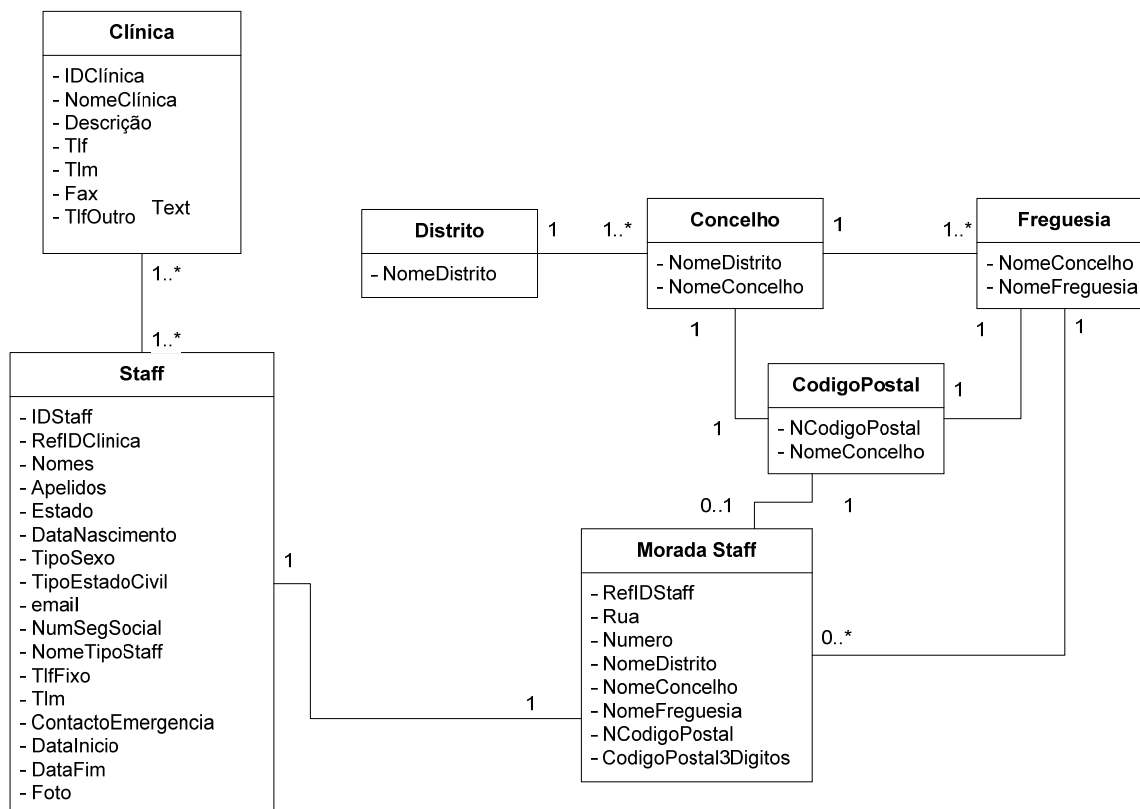 Clínica
- IDClínica
- NomeClínica
- Descrição
- Tlf
- Tlm
- Fax
- TlfOutro
Text
1..*
1..*
Staff
- IDStaff
- RefIDClinica
- Nomes
- Apelidos
- Estado
- DataNascimento
- TipoSexo
- TipoEstadoCivil
- email
- NumSegSocial
- NomeTipoStaff
- TlfFixo
- Tlm
- ContactoEmergencia
- DataInicio
- DataFim
- Foto
1
1
Distrito
- NomeDistrito
1
1..*
Concelho
- NomeDistrito
- NomeConcelho
1
1..*
Freguesia
- NomeConcelho
- NomeFreguesia
1
1
1
CodigoPostal
- NCodigoPostal
- NomeConcelho
1
1
0..1
1
Morada Staff
- RefIDStaff
- Rua
- Numero
- NomeDistrito
- NomeConcelho
- NomeFreguesia
- NCodigoPostal
- CodigoPostal3Digitos
0..*